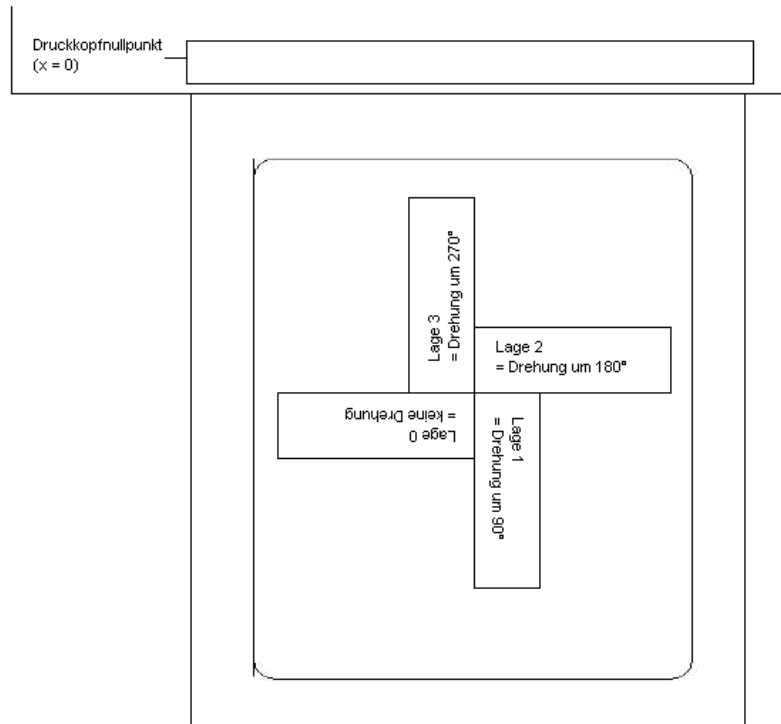 Druckkopfnullpunkt
(x = 0)
Lage 3
= Drehung um 270°
Lage 2
= Drehung um 180°
Lage 0
= keine Drehung
Lage 1
= Drehung um 90°